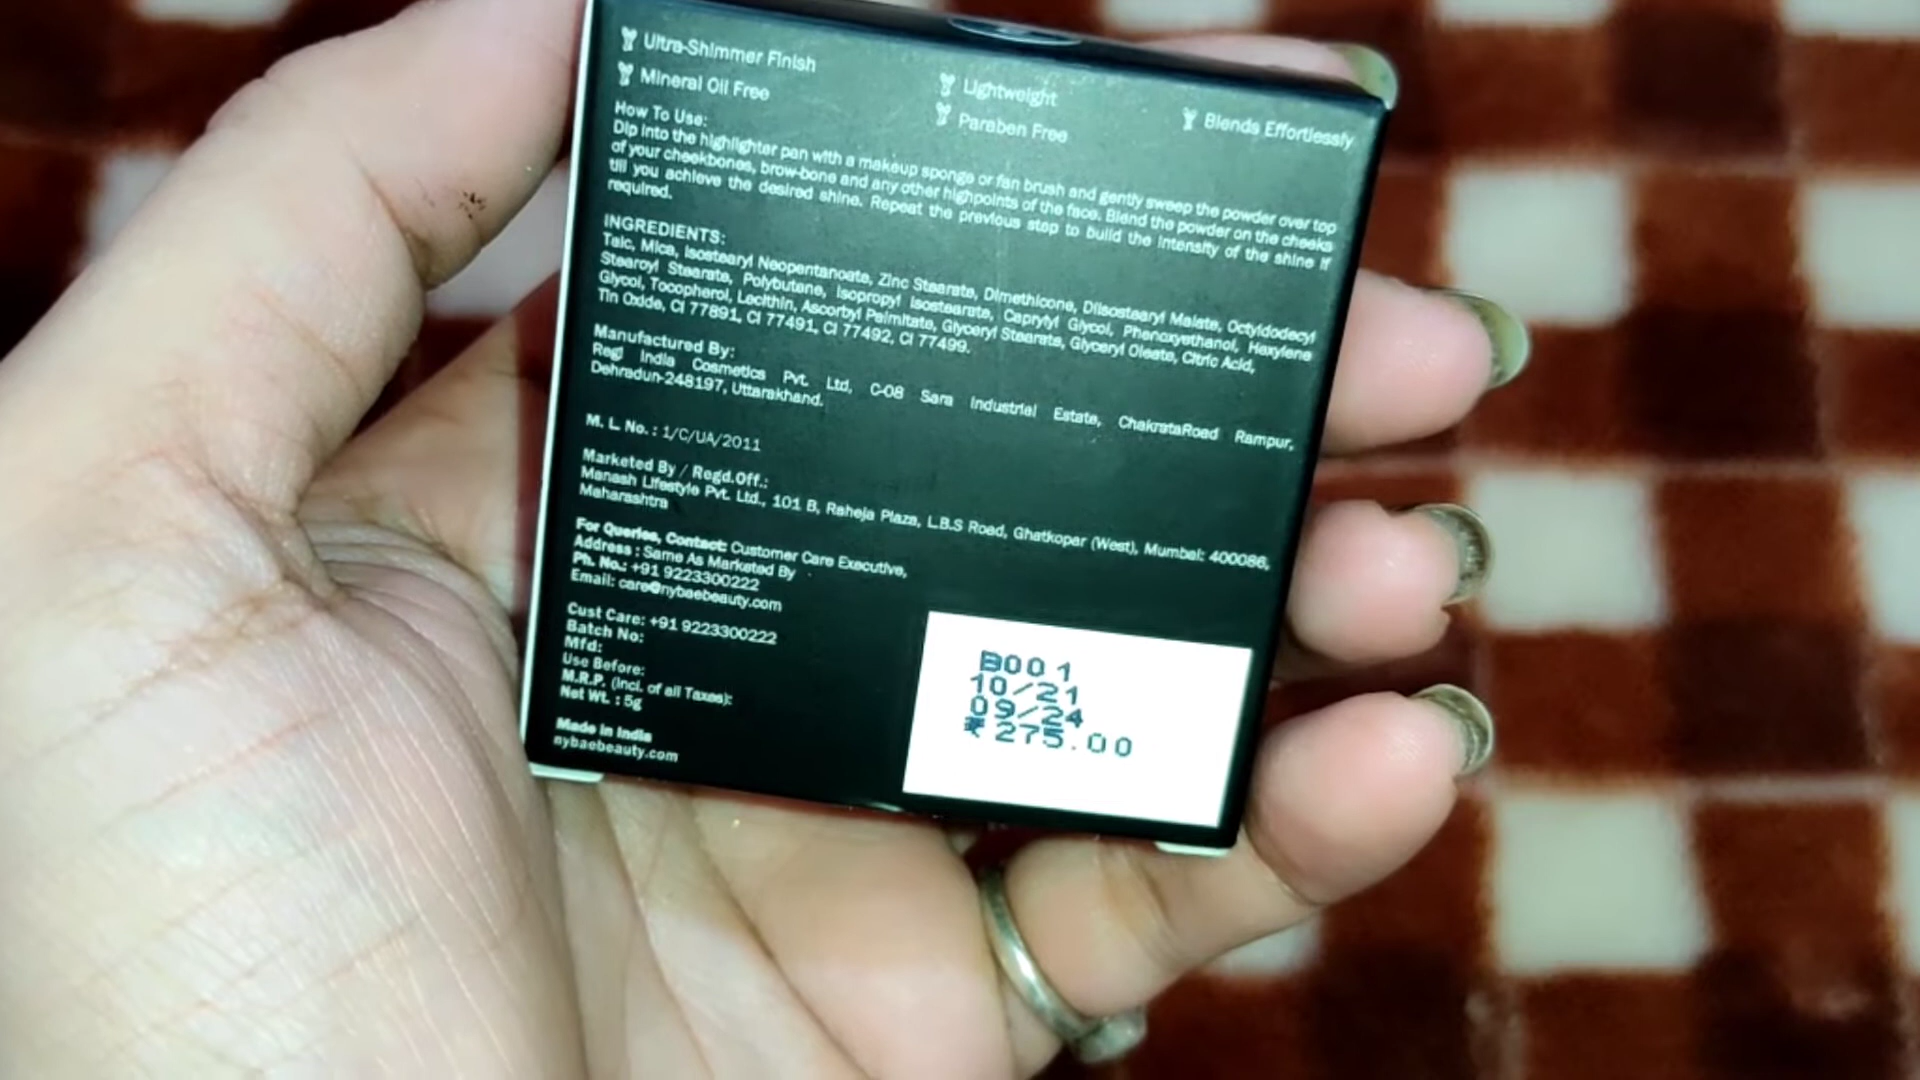 Ultra-Shimmer Finish
Lightweight
Blends Effortlessly
Mineral Oil Free
Paraben Free
How To Use:
Dip into the highlighter pan with a makeup sponge or fan brush and gently sweep the powder over top
of your cheekbones, brow-bone and any other highpoints of the face. Blend the powder on the cheeks
till you achieve the desired shine. Repeat the previous step to build the intensity of the shine if
required.
INGREDIENTS:
Talc, Mica, Isostearyl Neopentanoate, Zinc Stearate, Dimethicone, Diisostearyl Malate, Octyldodecyl
Stearoyl Stearate, Polybutane, Isopropyl Isostearate, Caprylyl Glycol, Phenoxyethanol, Hexylene
Glycol, Tocopherol, Lecithin, Ascorbyl Palmitate, Glyceryl Stearate, Glyceryl Oleate, Citric Acid,
Tin Oxide, CI 77891, CI 77491, CI 77492, CI 77499.
Manufactured By:
Regi India Cosmetics Pvt. Ltd, C-08 Sara Industrial Estate, ChakrataRoad Rampur,
Dehradun-248197, Uttarakhand.
M. L. No. : 1/C/UA/2011
Marketed By / Regd.Off.:
Manash Lifestyle Pvt. Ltd., 101 B, Raheja Plaza, L.B.S Road, Ghatkopar (West), Mumbai: 400086,
Maharashtra
For Queries, Contact: Customer Care Executive,
Address : Same As Marketed By
Ph. No.: +91 9223300222
Email: care@nybaebeauty.com
Cust Care: +91 9223300222
Batch No:
Mfd:
Use Before:
M.R.P. (Incl. of all Taxes):
Net Wt. : 5g
Made in India
nybaebeauty.com
B001
10/21
09/24
₹ 275.00